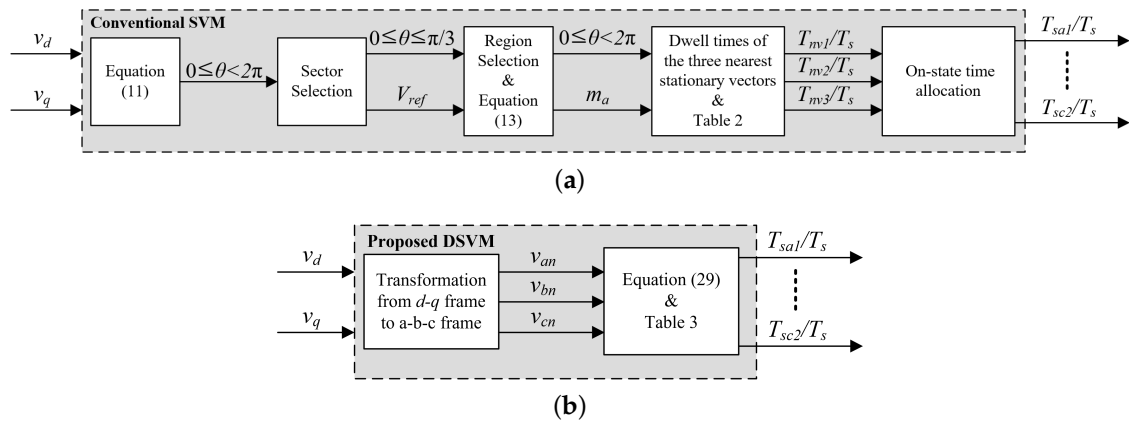 Conventional SVM
v_d
v_q
Equation
(11)
0≤θ<2π
Sector
Selection
0≤θ≤π/3
V_ref
Region
Selection
&
Equation
(13)
0≤θ<2π
m_a
Dwell times of
the three nearest
stationary vectors
&
Table 2
T_nv1/T_s
T_nv2/T_s
T_nv3/T_s
On-state time
allocation
T_sa1/T_s
T_sc2/T_s
(a)
Proposed DSVM
v_d
v_q
Transformation
from d-q frame
to a-b-c frame
v_an
v_bn
v_cn
Equation (29)
&
Table 3
T_sa1/T_s
T_sc2/T_s
(b)